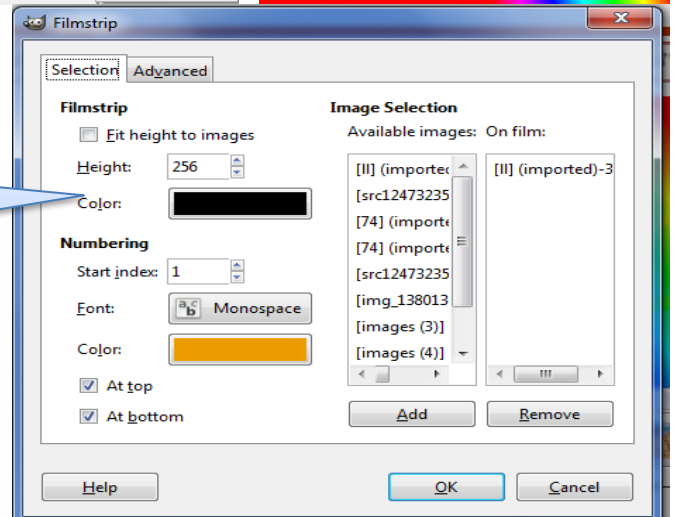 Filmstrip
Selection Advanced
Filmstrip
Fit height to images
Height: 256
Color:
Numbering
Start index: 1
Font: abc Monospace
Color:
At top
At bottom
Image Selection
Available images: On film:
[II] (importec
[src12473235
[74] (importe
[74] (importe
[src12473235
[img_138013
[images (3)]
[images (4)]
[II] (imported)-3
Add Remove
Help OK Cancel